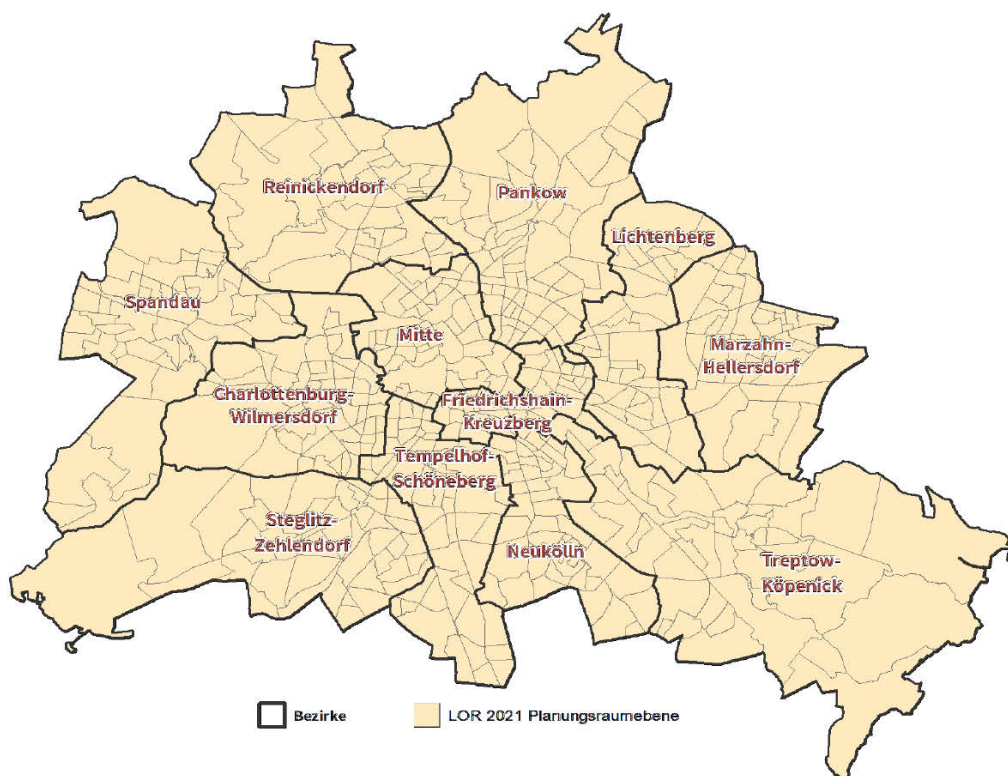 Reinickendorf
Pankow
Lichtenberg
Spandau
Mitte
Marzahn-
Hellersdorf
Charlottenburg-
Wilmersdorf
Friedrichshain-
Kreuzberg
Tempelhof-
Schöneberg
Steglitz-
Zehlendorf
Neukölln
Treptow-
Köpenick
Bezirke
LOR 2021 Planungsraumebene